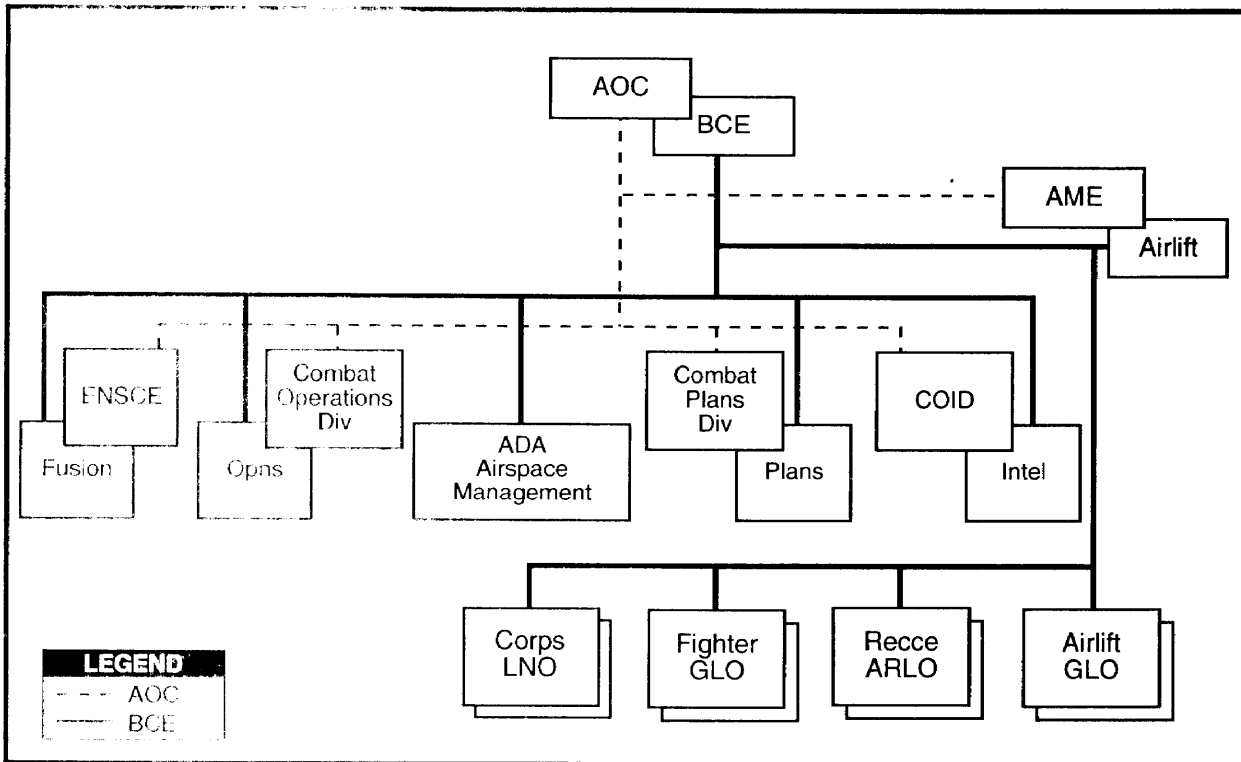 AOC
BCE
AME
Airlift
ENSCE
Fusion
Combat
Operations
Div
Opns
ADA
Airspace
Management
Combat
Plans
Div
Plans
COID
Intel
Corps
LNO
Fighter
GLO
Recce
ARLO
Airlift
GLO
LEGEND
AOC
BCE